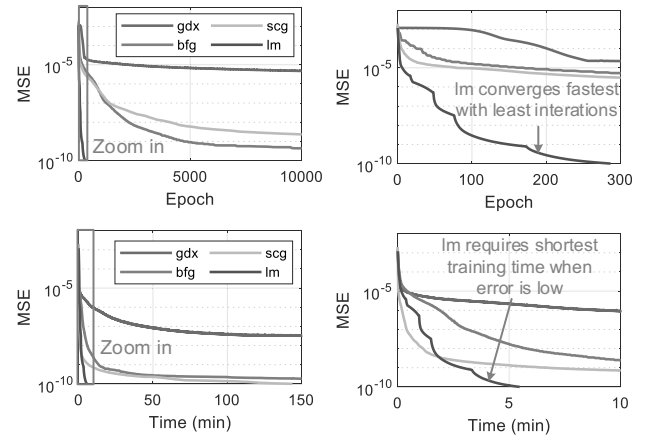 gdx scg
bfg lm
MSE
10-5
10-10
Zoom in
0 5000 10000
Epoch
MSE
10-5
10-10
lm converges fastest
with least interations
0 100 200 300
Epoch
gdx scg
bfg lm
MSE
10-5
10-10
Zoom in
0 50 100 150
Time (min)
lm requires shortest
training time when
error is low
MSE
10-5
10-10
0 5 10
Time (min)